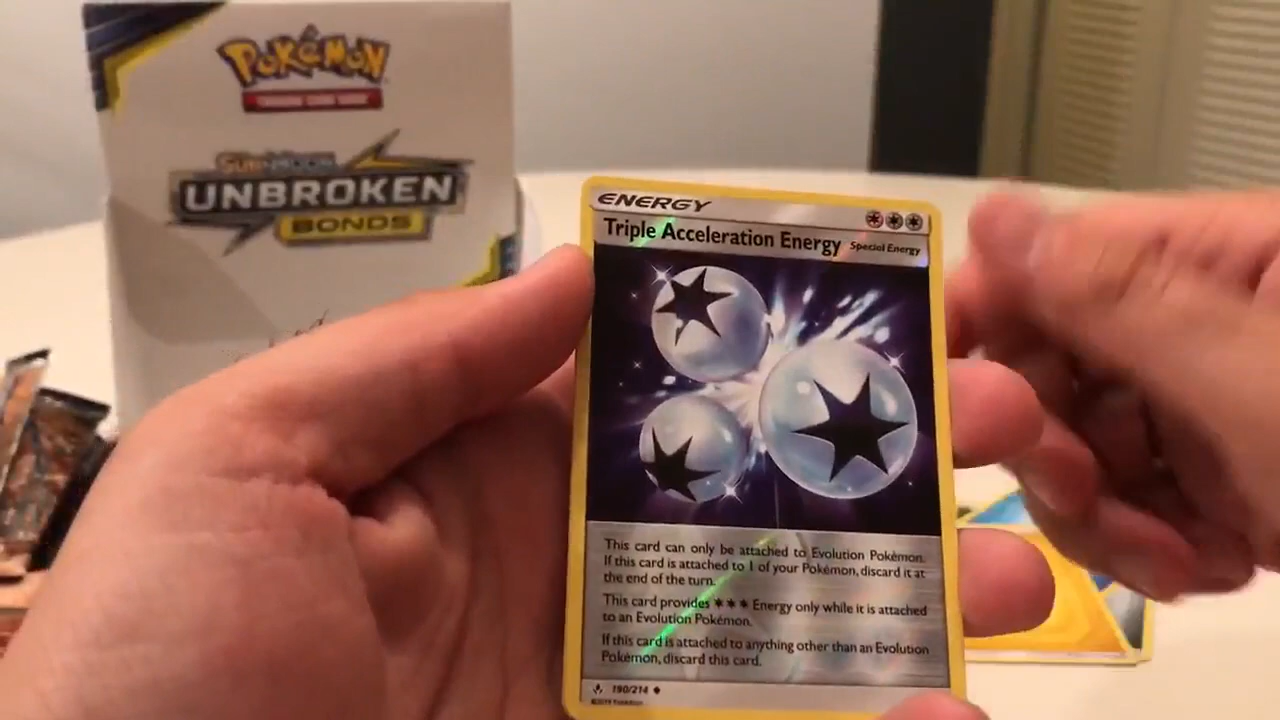 POKéMON
SUN & MOON
UNBROKEN
BONDS
ENERGY
Triple Acceleration Energy Special Energy
This card can only be attached to Evolution Pokémon.
If this card is attached to 1 of your Pokémon, discard it at
the end of the turn.
This card provides ✶ ✶ ✶ Energy only while it is attached
to an Evolution Pokémon.
If this card is attached to anything other than an Evolution
Pokémon, discard this card.
190/214 ◆
©2019 Pokémon